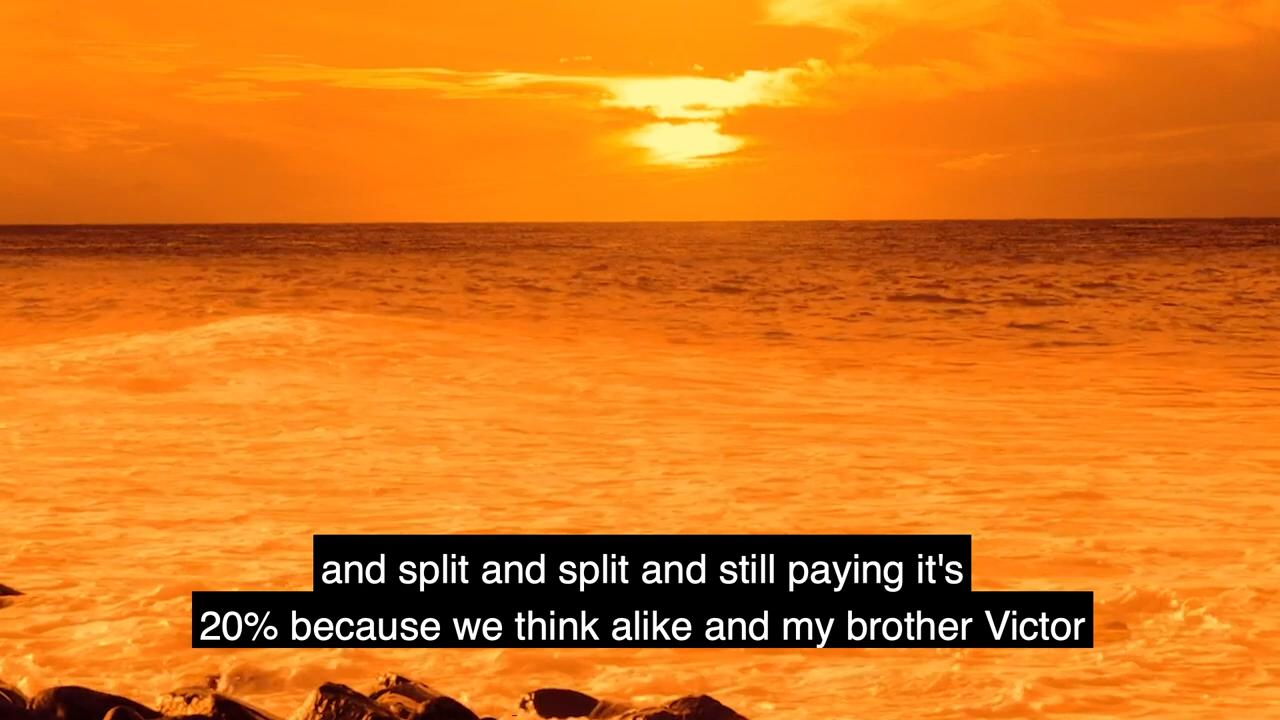 and split and split and still paying it's
20% because we think alike and my brother Victor